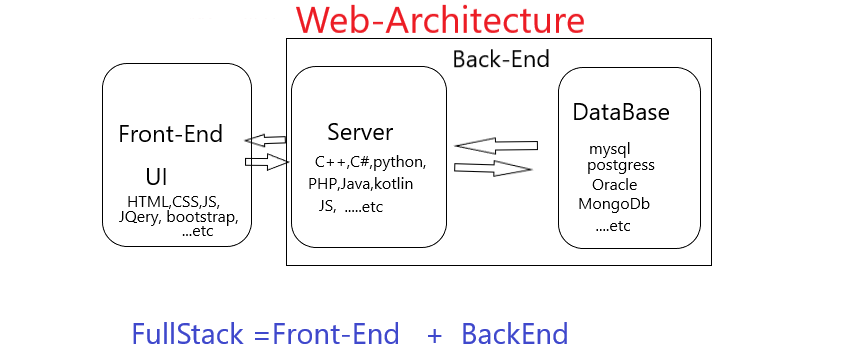 Web-Architecture
Back-End
Front-End
UI
HTML,CSS,JS,
JQery, bootstrap,
...etc
Server
C++,C#,python,
PHP,Java,kotlin
JS, .....etc
DataBase
mysql
postgress
Oracle
MongoDb
....etc
FullStack =Front-End + BackEnd